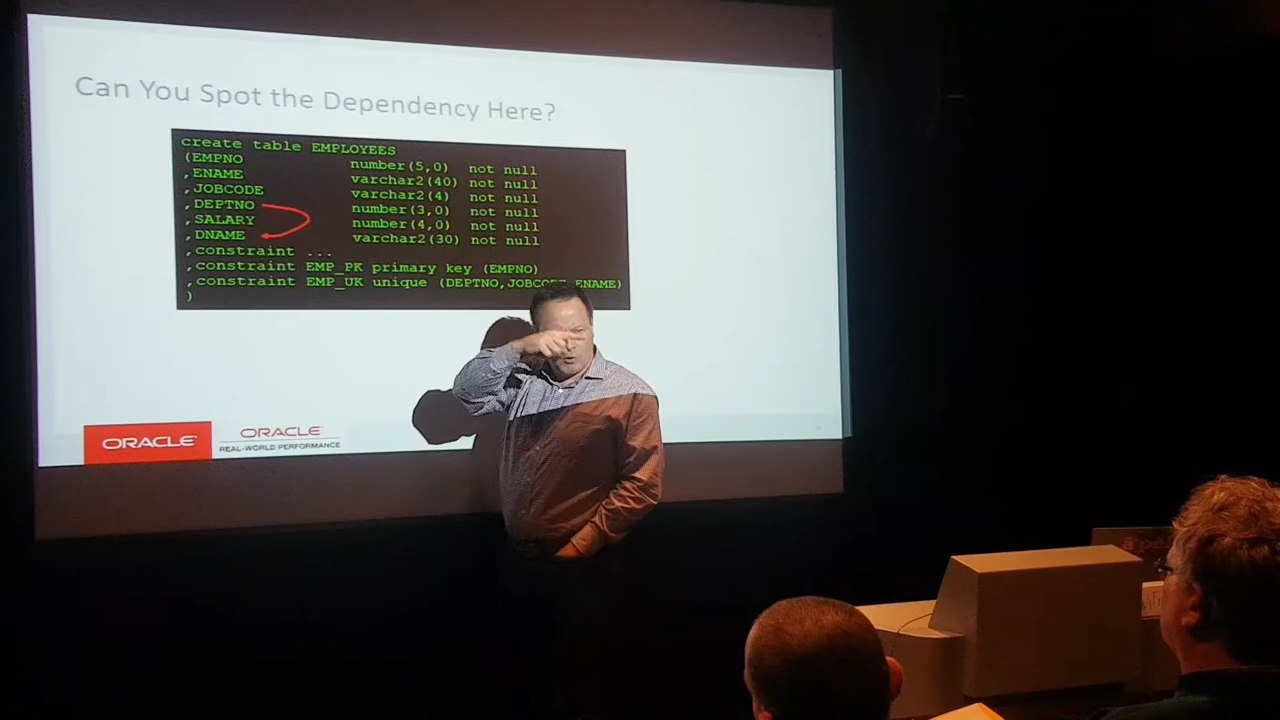 Can You Spot the Dependency Here?
create table EMPLOYEES
(EMPNO number(5,0) not null
,ENAME varchar2(40) not null
,JOBCODE varchar2(4) not null
,DEPTNO number(3,0) not null
,SALARY number(4,0) not null
,DNAME varchar2(30) not null
,constraint ...
,constraint EMP_PK primary key (EMPNO)
,constraint EMP_UK unique (DEPTNO,JOBCODE,ENAME)
)
ORACLE
ORACLE
REAL-WORLD PERFORMANCE